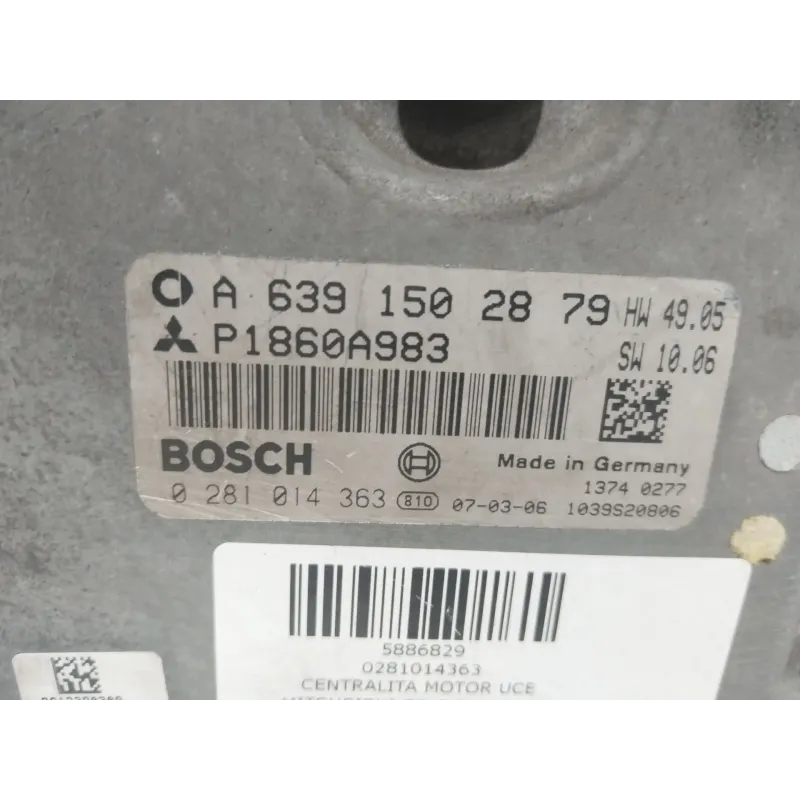 A 639 150 28 79 HW 49.05
P1860A983 SW 10.06
BOSCH Made in Germany
1374 0277
0 281 014 363 810 07-03-06 1039S20806
5886829
0281014363
CENTRALITA MOTOR UCE